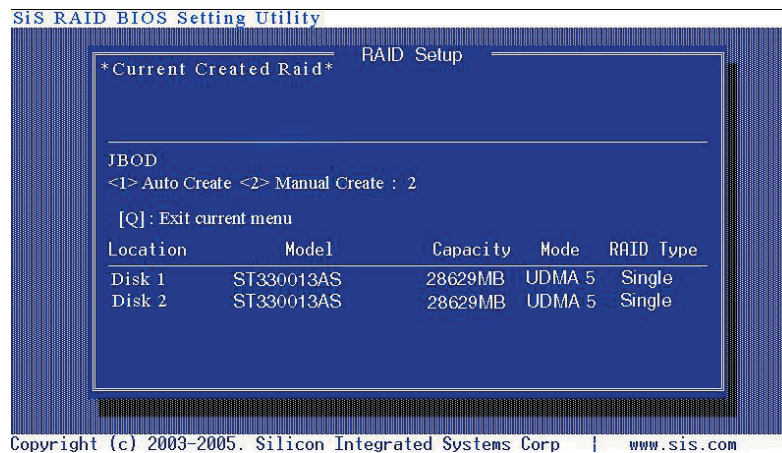 SiS RAID BIOS Setting Utility
RAID Setup
*Current Created Raid*
JBOD
<1> Auto Create <2> Manual Create : 2
[Q] : Exit current menu
Location Model Capacity Mode RAID Type
Disk 1 ST330013AS 28629MB UDMA 5 Single
Disk 2 ST330013AS 28629MB UDMA 5 Single
Copyright (c) 2003-2005. Silicon Integrated Systems Corp | www.sis.com